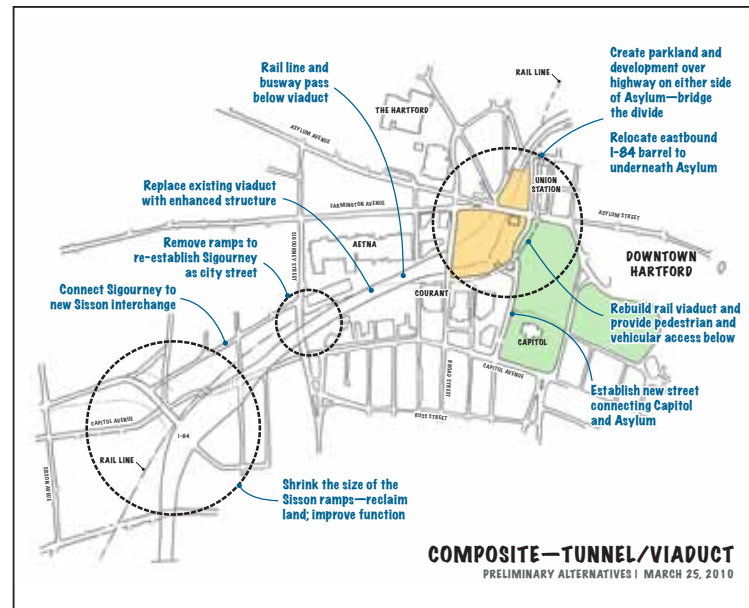 Create parkland and
development over
highway on either side
of Asylum—bridge
the divide
Relocate eastbound
I-84 barrel to
underneath Asylum
Rail line and
busway pass
below viaduct
RAIL LINE
THE HARTFORD
ASYLUM AVENUE
UNION
STATION
Replace existing viaduct
with enhanced structure
FARMINGTON AVENUE
ASYLUM STREET
SIGOURNEY STREET
AETNA
Remove ramps to
re-establish Sigourney
as city street
DOWNTOWN
HARTFORD
Connect Sigourney to
new Sisson interchange
COURANT
Rebuild rail viaduct and
provide pedestrian and
vehicular access below
CAPITOL
CAPITOL AVENUE
BROAD STREET
Establish new street
connecting Capitol
and Asylum
RUSS STREET
CAPITOL AVENUE
I-84
RAIL LINE
SISSON AVENUE
Shrink the size of the
Sisson ramps—reclaim
land; improve function
COMPOSITE—TUNNEL/VIADUCT
PRELIMINARY ALTERNATIVES | MARCH 25, 2010